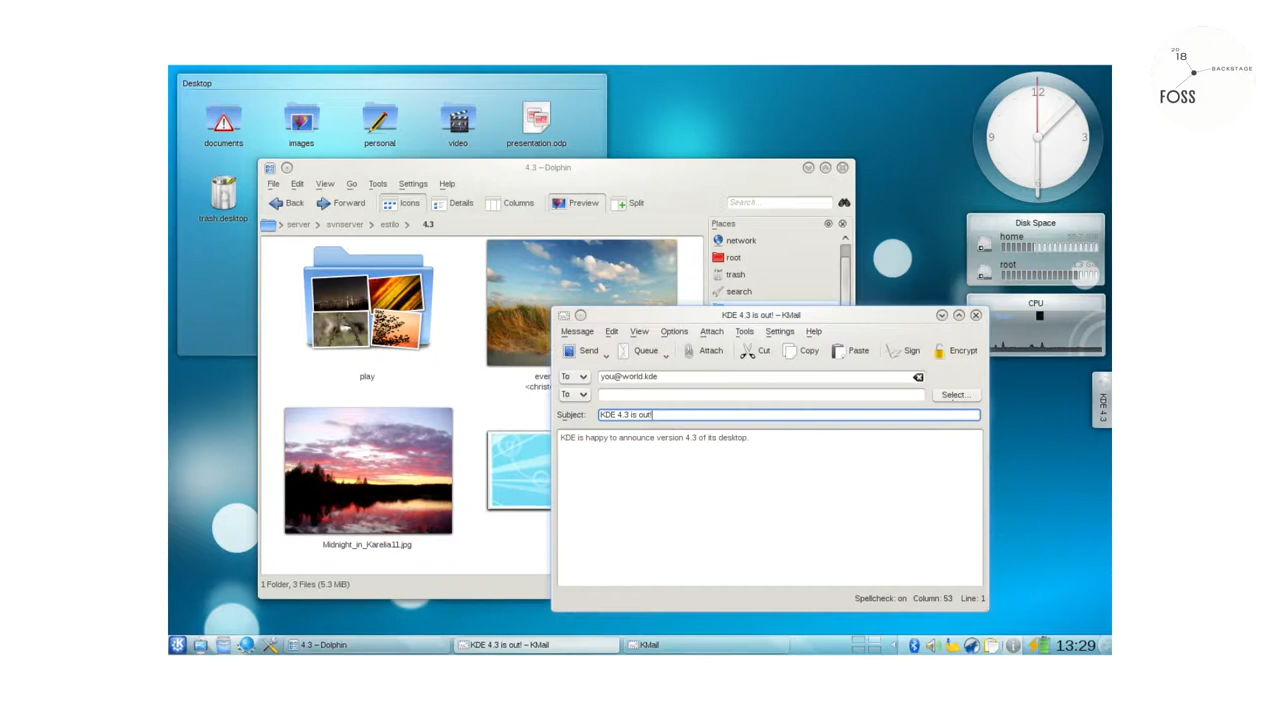 20
18
BACKSTAGE
FOSS
Desktop
documents
images
personal
video
presentation.odp
trash.desktop
4.3 – Dolphin
File Edit View Go Tools Settings Help
Back Forward Icons Details Columns Preview Split Search...
server svnserver estilo 4.3
Places
network
root
trash
search
play
Midnight_in_Karelia11.jpg
1 Folder, 3 Files (5.3 MiB)
KDE 4.3 is out! – KMail
Message Edit View Options Attach Tools Settings Help
Send Queue Attach Cut Copy Paste Sign Encrypt
To you@world.kde
To Select...
Subject: KDE 4.3 is out!
KDE is happy to announce version 4.3 of its desktop.
Spellcheck: on Column: 53 Line: 1
12
9
3
Disk Space
home
root
CPU
KDE 4.3
4.3 – Dolphin
KDE 4.3 is out! – KMail
KMail
13:29